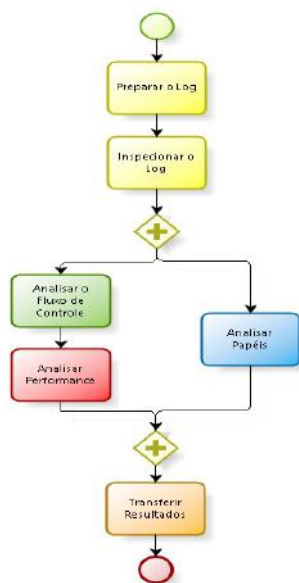 Preparar o Log
Inspecionar o
Log
Analisar o
Fluxo de
Controle
Analisar
Papéis
Analisar
Performance
Transferir
Resultados